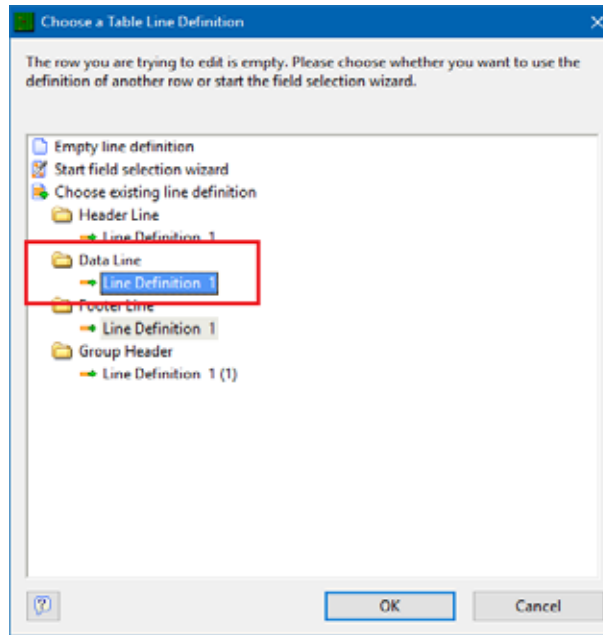 Choose a Table Line Definition
The row you are trying to edit is empty. Please choose whether you want to use the
definition of another row or start the field selection wizard.
Empty line definition
Start field selection wizard
Choose existing line definition
Header Line
Line Definition 1
Data Line
Line Definition 1
Footer Line
Line Definition 1
Group Header
Line Definition 1 (1)
OK
Cancel